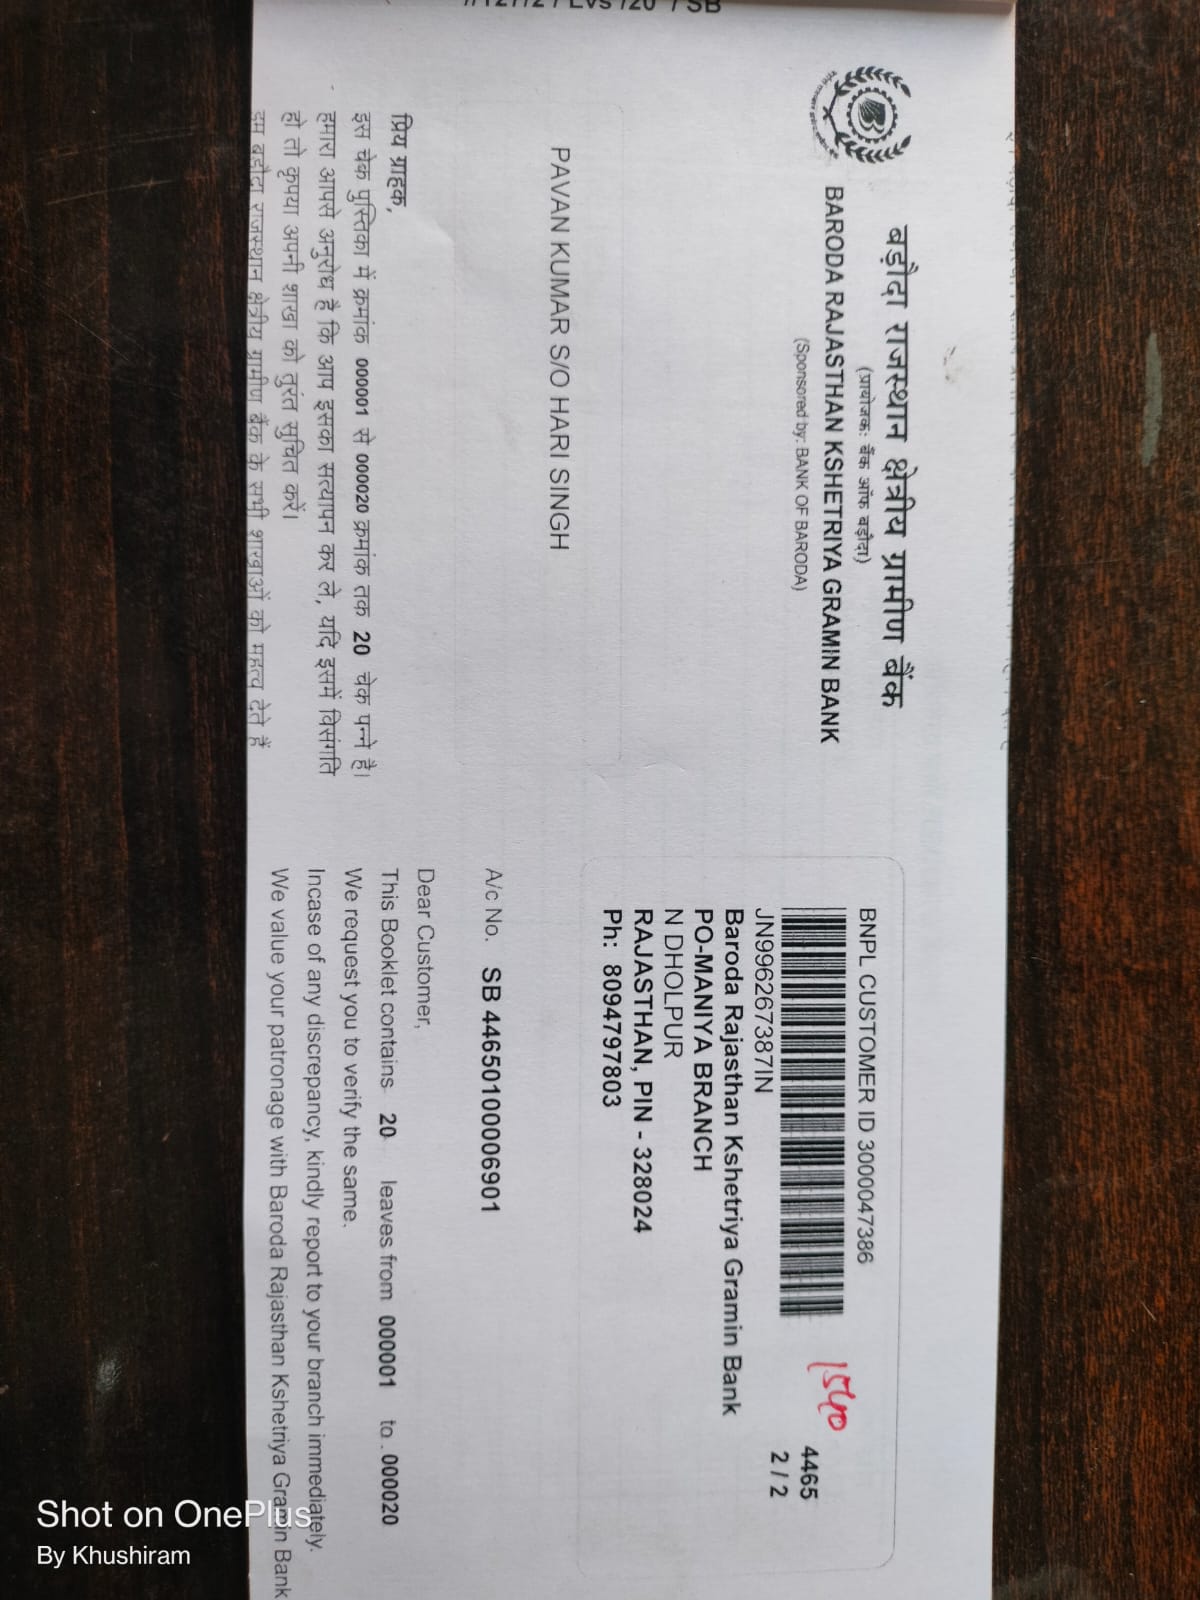 बड़ौदा राजस्थान क्षेत्रीय ग्रामीण बैंक
(प्रायोजक: बैंक ऑफ बड़ौदा)
BARODA RAJASTHAN KSHETRIYA GRAMIN BANK
(Sponsored by: BANK OF BARODA)
BNPL CUSTOMER ID 3000047386
1540
4465
2 / 2
JN996267387IN
Baroda Rajasthan Kshetriya Gramin Bank
PO-MANIYA BRANCH
N DHOLPUR
RAJASTHAN, PIN - 328024
Ph: 8094797803
PAVAN KUMAR S/O HARI SINGH
A/c No. SB 44650100006901
प्रिय ग्राहक,
इस चेक पुस्तिका में क्रमांक 000001 से 000020 क्रमांक तक 20 चेक पन्ने है।
हमारा आपसे अनुरोध है कि आप इसका सत्यापन कर ले, यदि इसमें विसंगति
हो तो कृपया अपनी शाखा को तुरंत सुचित करें।
हम बड़ौदा राजस्थान क्षेत्रीय ग्रामीण बैंक के सभी शाखाओं को महत्व देते हैं
Dear Customer,
This Booklet contains 20 leaves from 000001 to 000020
We request you to verify the same.
Incase of any discrepancy, kindly report to your branch immediately.
We value your patronage with Baroda Rajasthan Kshetriya Gramin Bank
Shot on OnePlus
By Khushiram